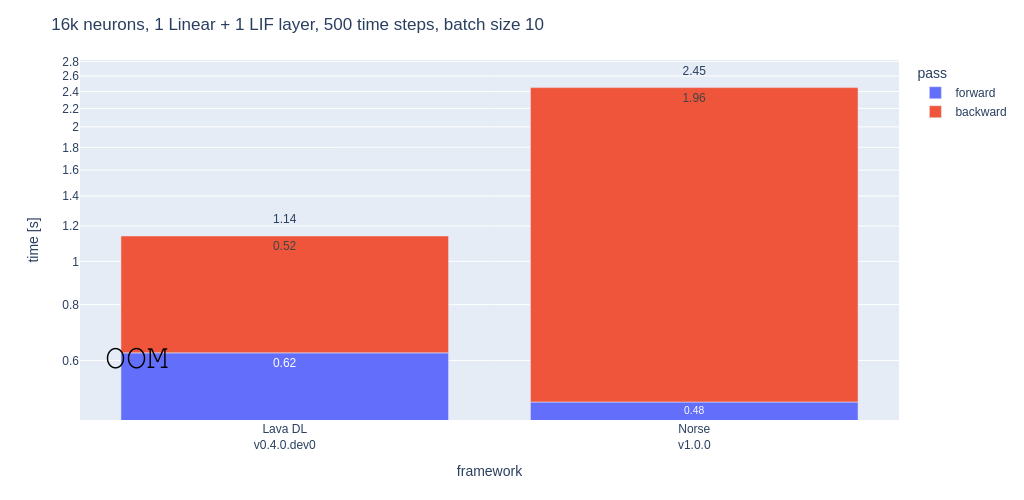 16k neurons, 1 Linear + 1 LIF layer, 500 time steps, batch size 10
2.8
2.6
2.4
2.2
2
1.8
1.6
1.4
1.2
1
0.8
0.6
time [s]
1.14
0.52
0.62
OOM
2.45
1.96
0.48
Lava DL
v0.4.0.dev0
Norse
v1.0.0
framework
pass
forward
backward